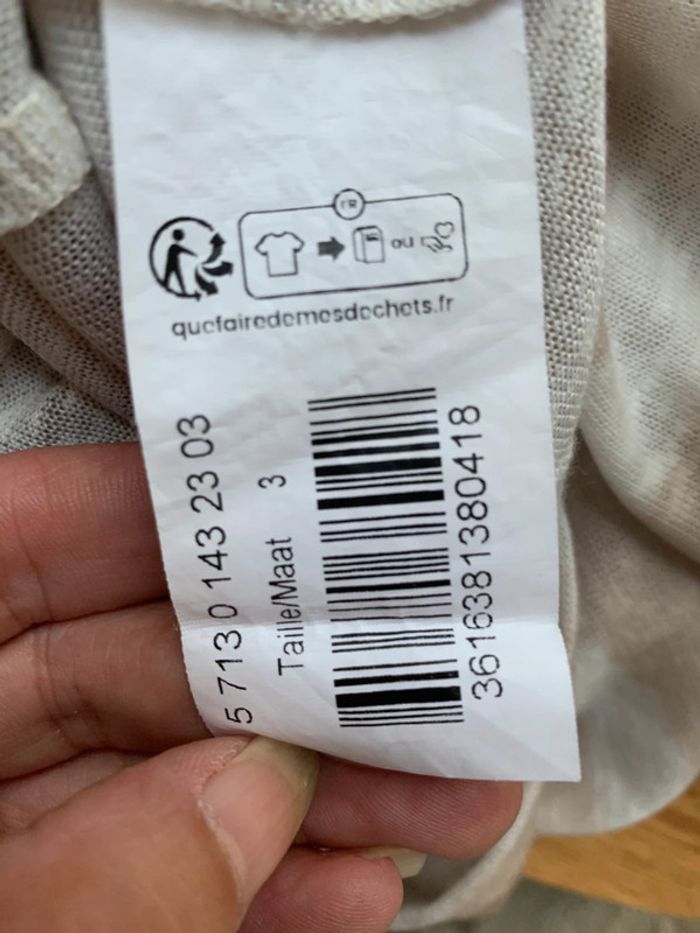 FR
ou
quefairedemesdechets.fr
5 713 0 143 23 03
Taille/Maat 3
3616381380418